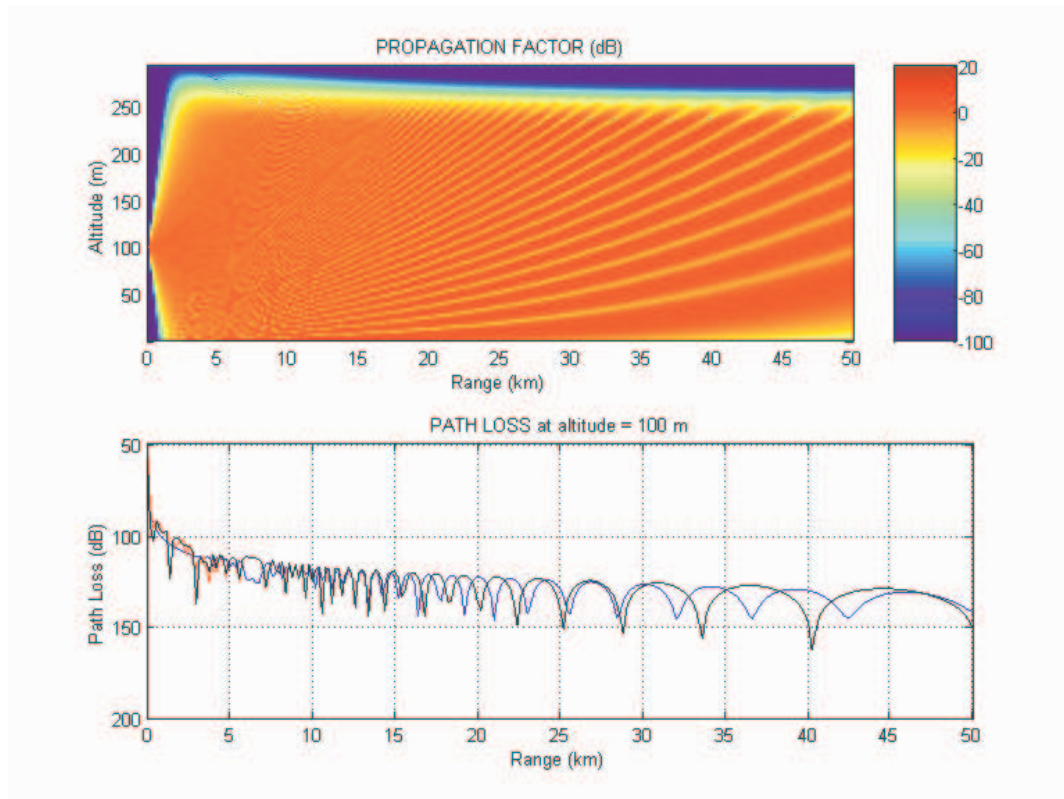 PROPAGATION FACTOR (dB)
Altitude (m)
250
200
150
100
50
0 5 10 15 20 25 30 35 40 45 50
Range (km)
20
0
-20
-40
-60
-80
-100
PATH LOSS at altitude = 100 m
Path Loss (dB)
50
100
150
200
0 5 10 15 20 25 30 35 40 45 50
Range (km)